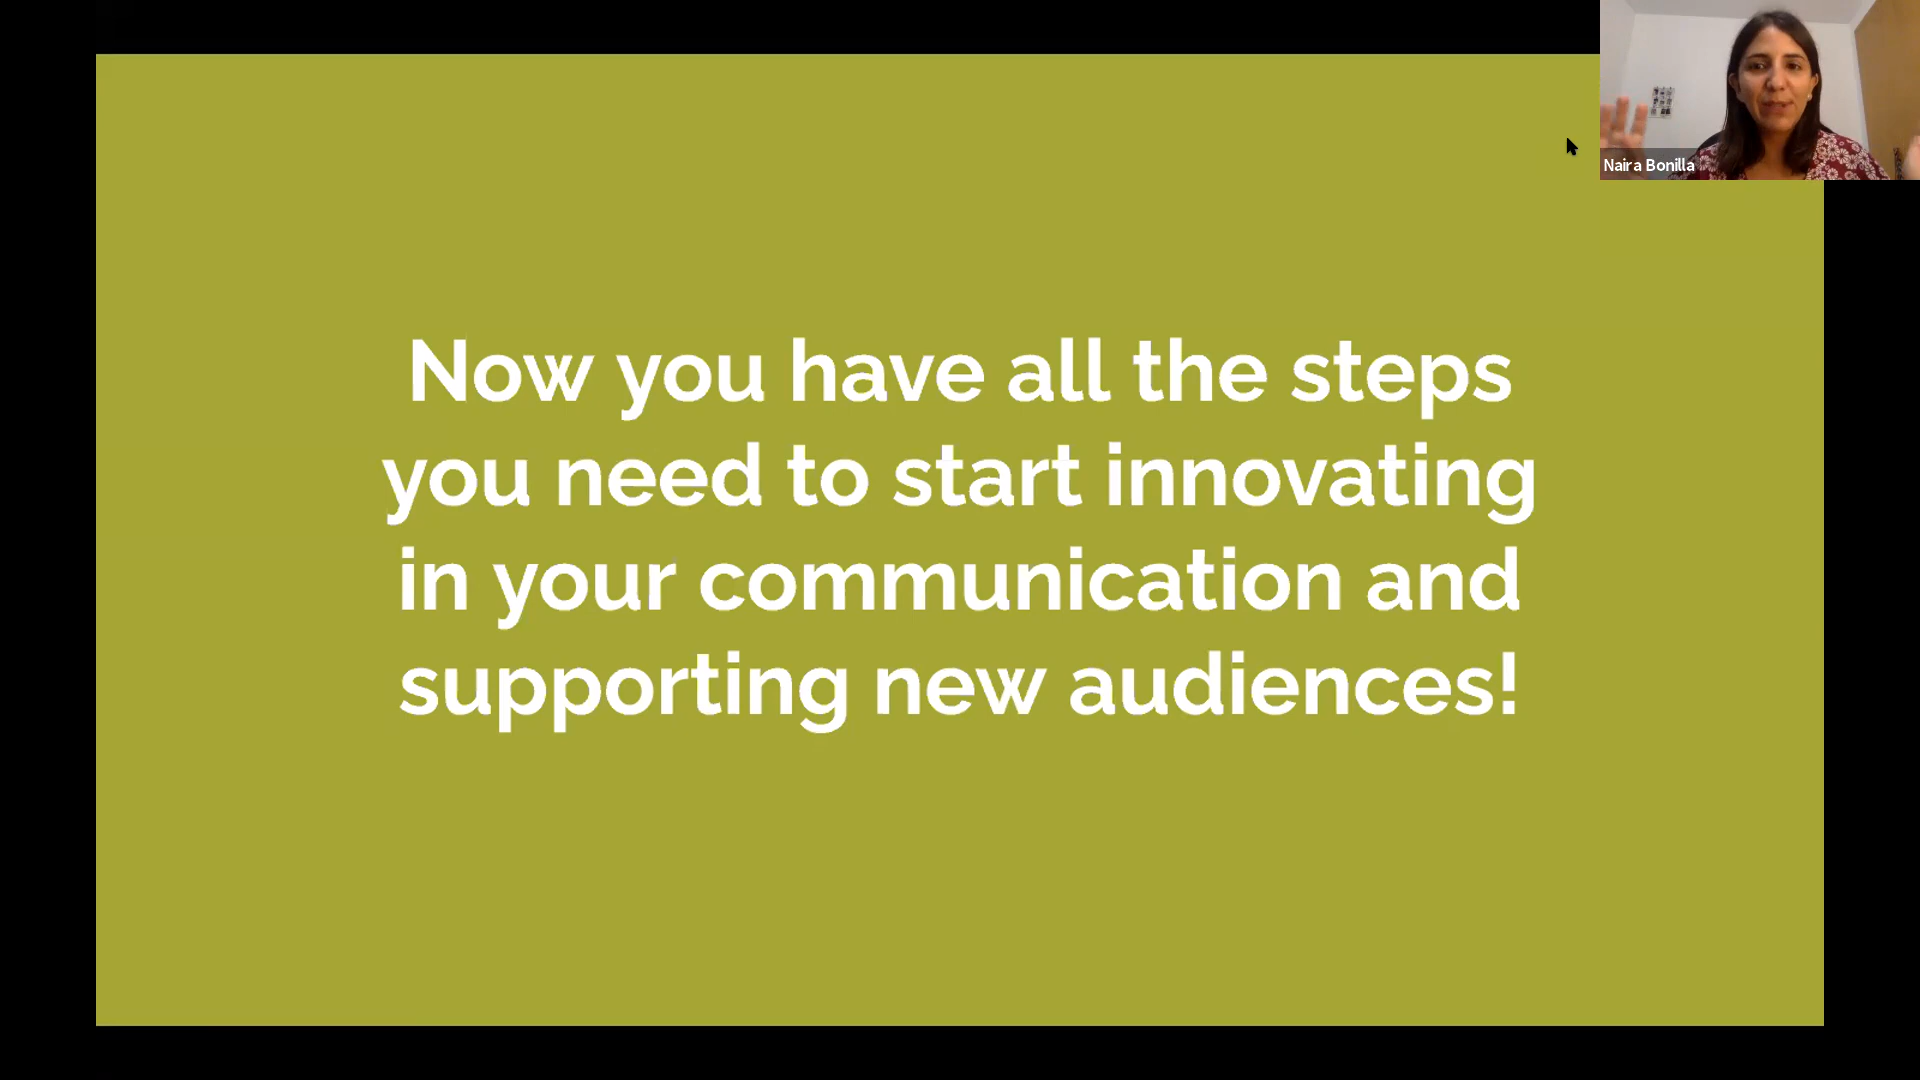 Now you have all the steps
you need to start innovating
in your communication and
supporting new audiences!
Naira Bonilla